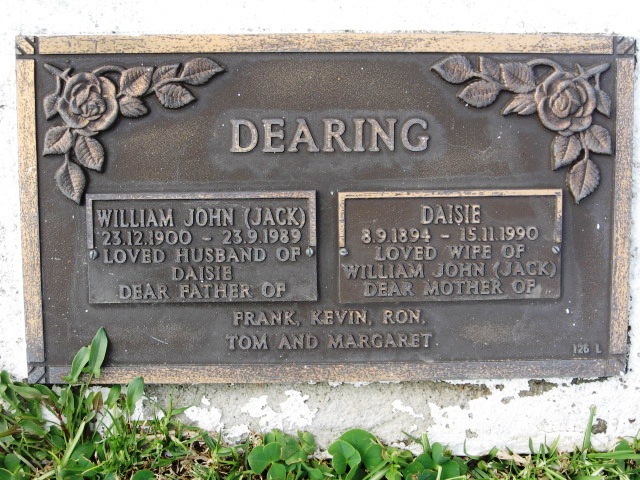 DEARING
WILLIAM JOHN (JACK)
23.12.1900 - 23.9.1989
LOVED HUSBAND OF
DAISIE
DEAR FATHER OF
DAISIE
8.9.1894 - 15.11.1990
LOVED WIFE OF
WILLIAM JOHN (JACK)
DEAR MOTHER OF
FRANK, KEVIN, RON.
TOM AND MARGARET
126 L